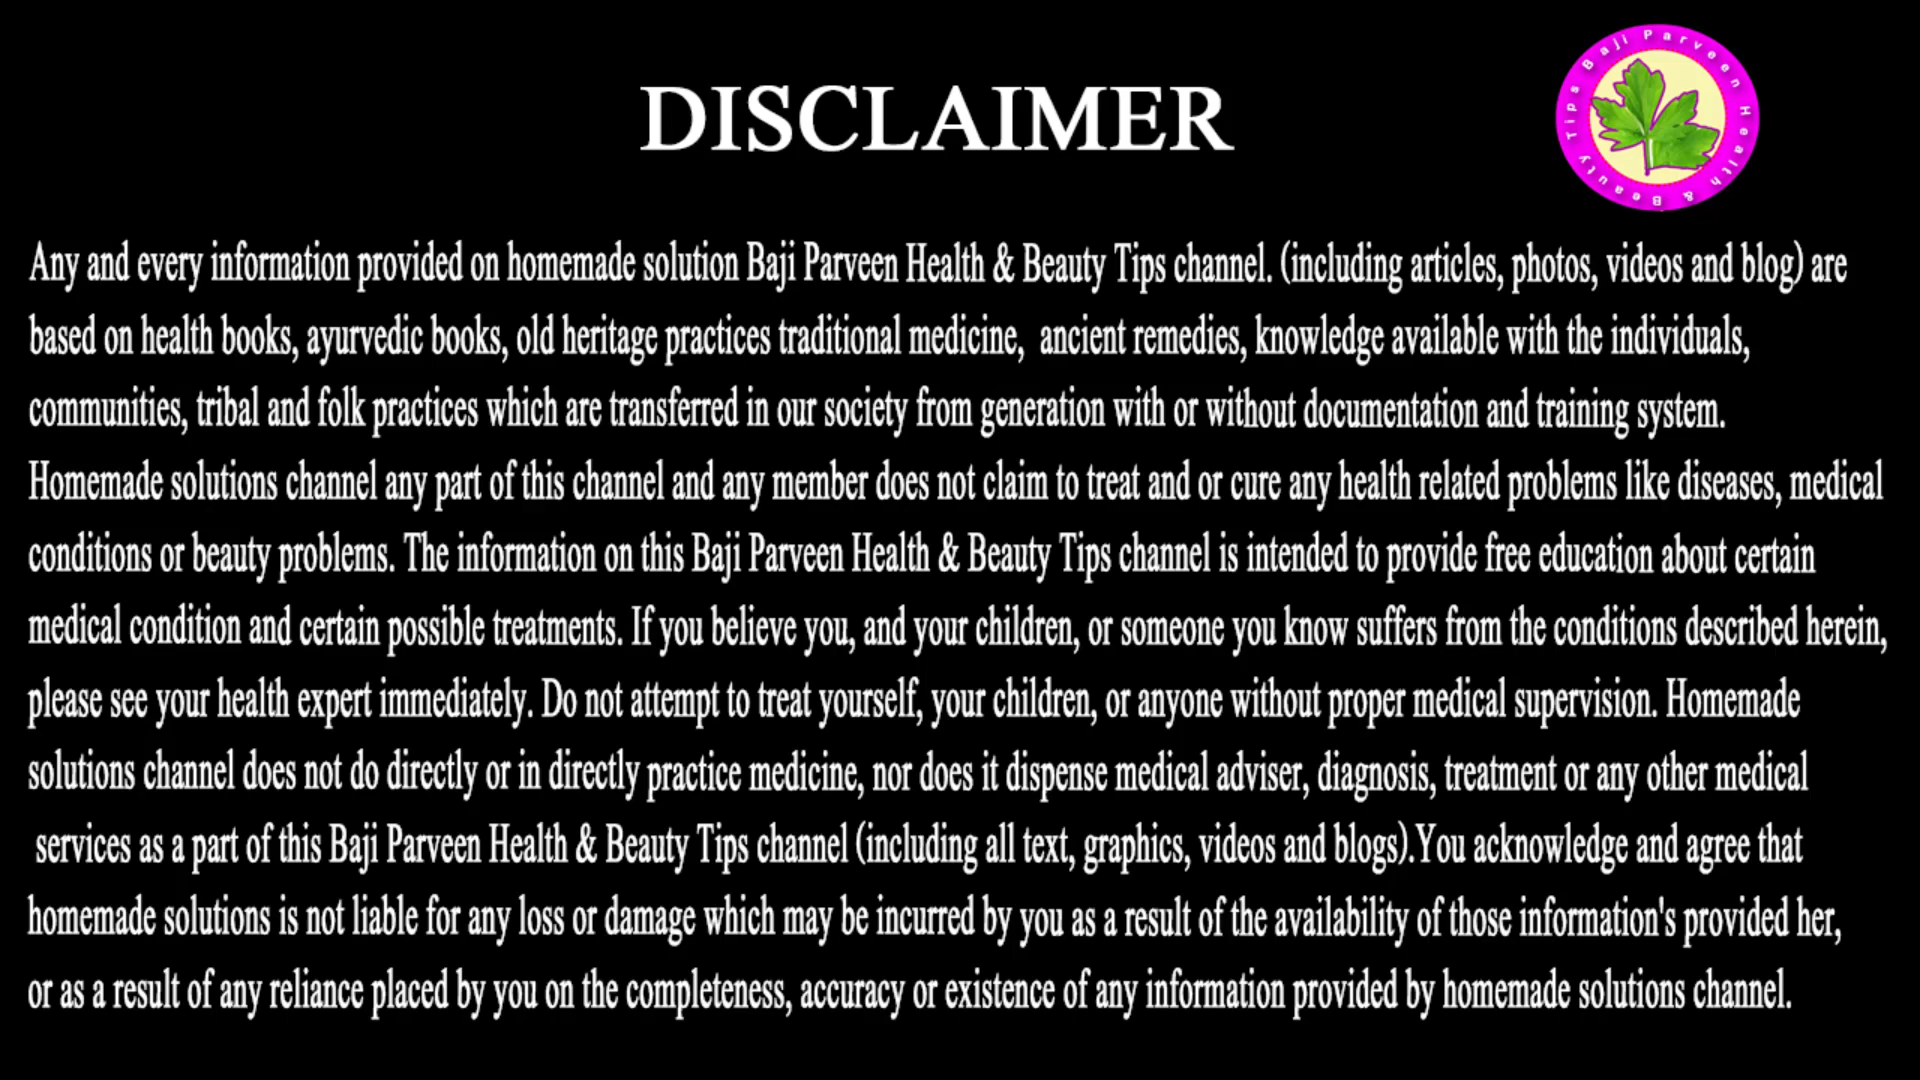 DISCLAIMER
Baji Parveen Health & Beauty Tips
Any and every information provided on homemade solution Baji Parveen Health & Beauty Tips channel. (including articles, photos, videos and blog) are
based on health books, ayurvedic books, old heritage practices traditional medicine, ancient remedies, knowledge available with the individuals,
communities, tribal and folk practices which are transferred in our society from generation with or without documentation and training system.
Homemade solutions channel any part of this channel and any member does not claim to treat and or cure any health related problems like diseases, medical
conditions or beauty problems. The information on this Baji Parveen Health & Beauty Tips channel is intended to provide free education about certain
medical condition and certain possible treatments. If you believe you, and your children, or someone you know suffers from the conditions described herein,
please see your health expert immediately. Do not attempt to treat yourself, your children, or anyone without proper medical supervision. Homemade
solutions channel does not do directly or in directly practice medicine, nor does it dispense medical adviser, diagnosis, treatment or any other medical
services as a part of this Baji Parveen Health & Beauty Tips channel (including all text, graphics, videos and blogs).You acknowledge and agree that
homemade solutions is not liable for any loss or damage which may be incurred by you as a result of the availability of those information's provided her,
or as a result of any reliance placed by you on the completeness, accuracy or existence of any information provided by homemade solutions channel.